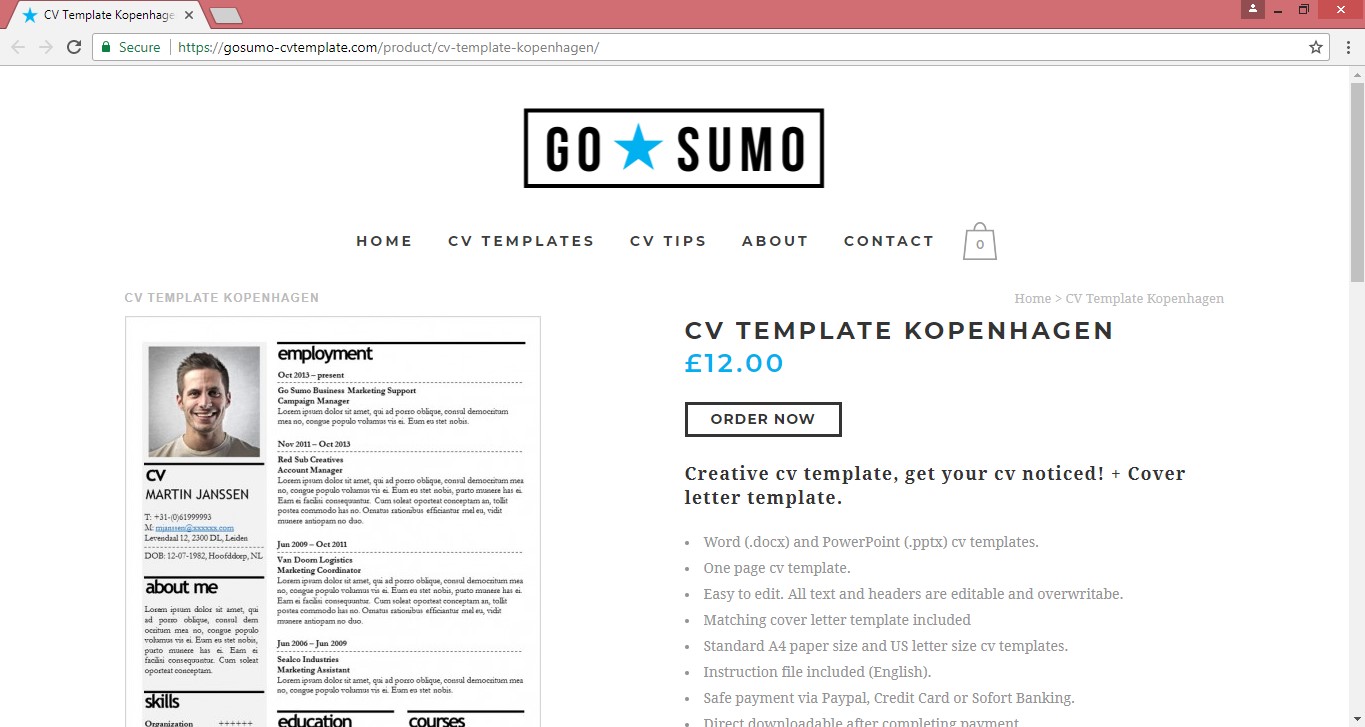 CV Template Kopenhage
Secure
https://gosumo-cvtemplate.com/product/cv-template-kopenhagen/
GO SUMO
HOME CV TEMPLATES CV TIPS ABOUT CONTACT 0
CV TEMPLATE KOPENHAGEN
Home > CV Template Kopenhagen
cv
MARTIN JANSSEN
T: +31-(0)61999993
M: mjanssen@xxxxxx.com
Levendaal 12, 2300 DL, Leiden
DOB: 12-07-1982, Hoofddorp, NL
about me
Lorem ipsum dolor sit amet, qui
ad porro oblique, consul dem
ocritum mea no, congue populo
volumus vis ei. Eum eu stet nobis,
purto munere has ei. Eam ei
facilisi consequuntur. Cum soleat
oporteat conceptam.
skills
Organization ++++++
employment
Oct 2013 – present
Go Sumo Business Marketing Support
Campaign Manager
Lorem ipsum dolor sit amet, qui ad porro oblique, consul democritum
mea no, congue populo volumus vis ei. Eum eu stet nobis.
Nov 2011 – Oct 2013
Red Sub Creatives
Account Manager
Lorem ipsum dolor sit amet, qui ad porro oblique, consul democritum mea
no, congue populo volumus vis ei. Eum eu stet nobis, purto munere has ei.
Eam ei facilisi consequuntur. Cum soleat oporteat conceptam an, tollit
postea commodo has no. Ornatus rationibus efficiantur mel eu, vidit
munere antiopam no duo.
Jun 2009 – Oct 2011
Van Doorn Logistics
Marketing Coordinator
Lorem ipsum dolor sit amet, qui ad porro oblique, consul democritum mea
no, congue populo volumus vis ei. Eum eu stet nobis, purto munere has ei.
Eam ei facilisi consequuntur. Cum soleat oporteat conceptam an, tollit
postea commodo has no. Ornatus rationibus efficiantur mel eu, vidit
munere antiopam no duo.
Jun 2006 – Jun 2009
Sealco Industries
Marketing Assistant
Lorem ipsum dolor sit amet, qui ad porro oblique, consul democritum mea
no, congue populo volumus vis ei. Eum eu stet nobis.
education
courses
CV TEMPLATE KOPENHAGEN
£12.00
ORDER NOW
Creative cv template, get your cv noticed! + Cover
letter template.
• Word (.docx) and PowerPoint (.pptx) cv templates.
• One page cv template.
• Easy to edit. All text and headers are editable and overwritabe.
• Matching cover letter template included
• Standard A4 paper size and US letter size cv templates.
• Instruction file included (English).
• Safe payment via Paypal, Credit Card or Sofort Banking.
• Direct downloadable after completing payment